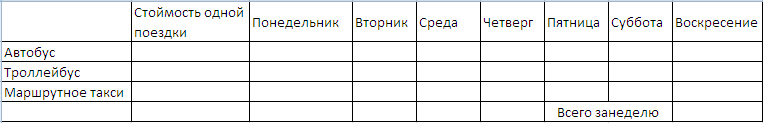 Стоимость одной поездки Понедельник Вторник Среда Четверг Пятница Суббота Воскресение
Автобус
Троллейбус
Маршрутное такси
Всего занеделю